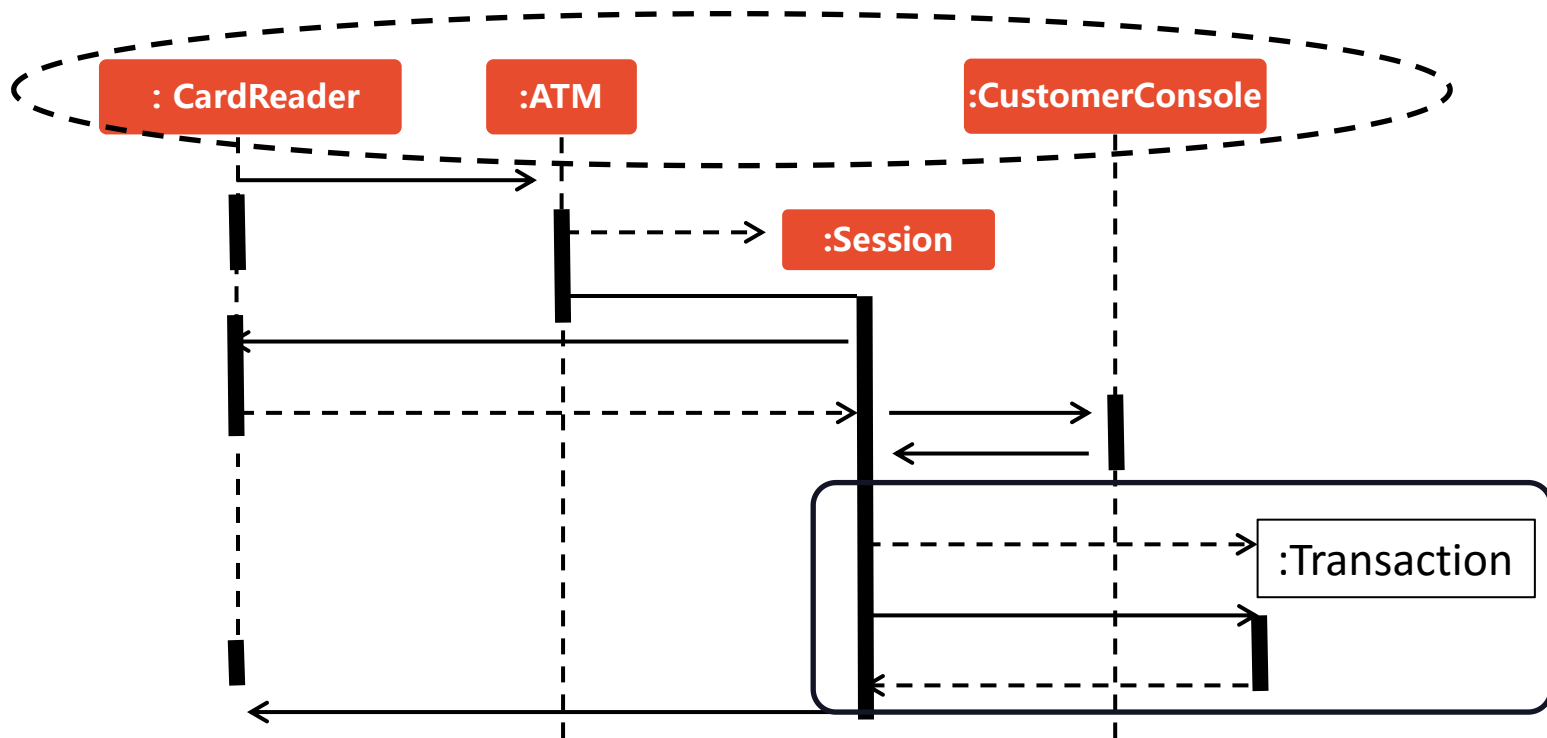 : CardReader
:ATM
:CustomerConsole
:Session
:Transaction